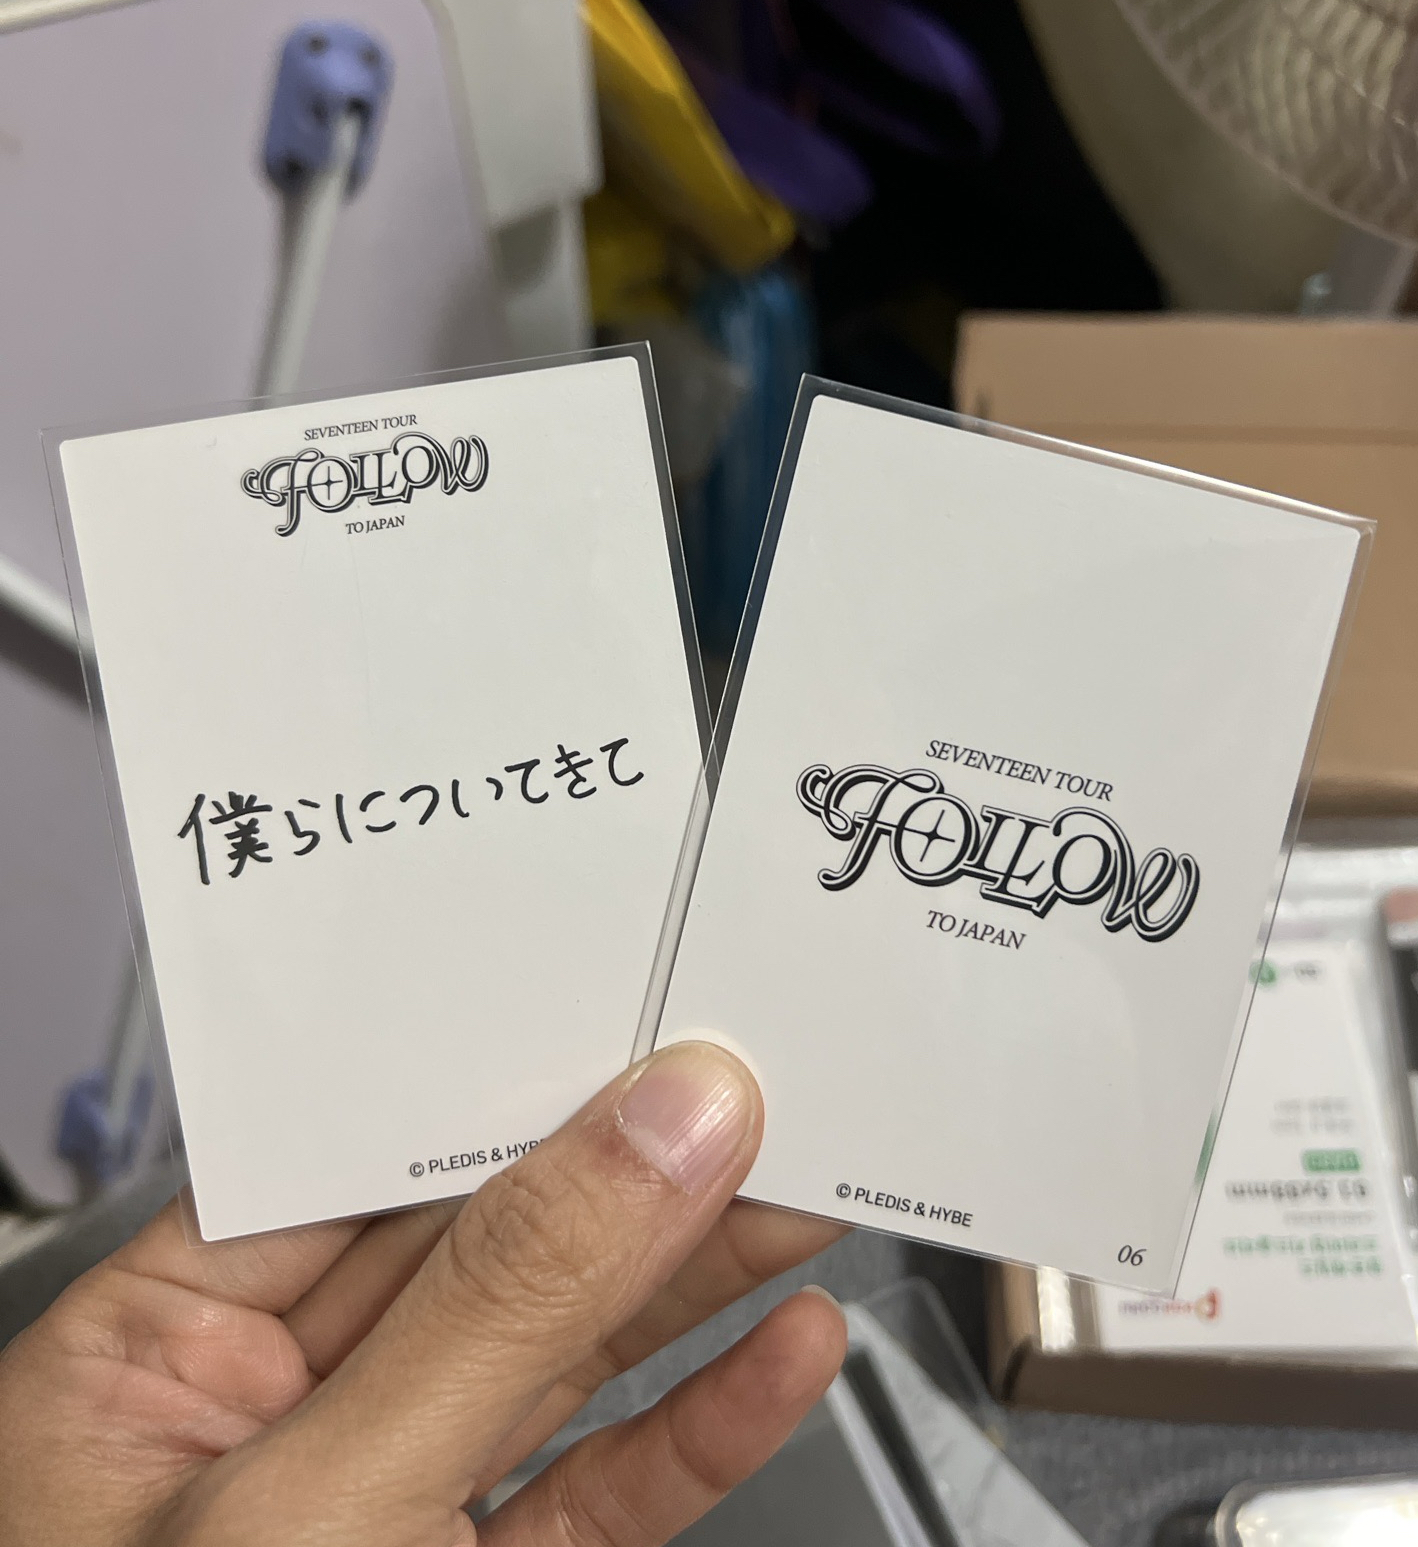 SEVENTEEN TOUR
FOLLOW
TO JAPAN
僕らについてきて
© PLEDIS & HYBE
SEVENTEEN TOUR
FOLLOW
TO JAPAN
© PLEDIS & HYBE
06